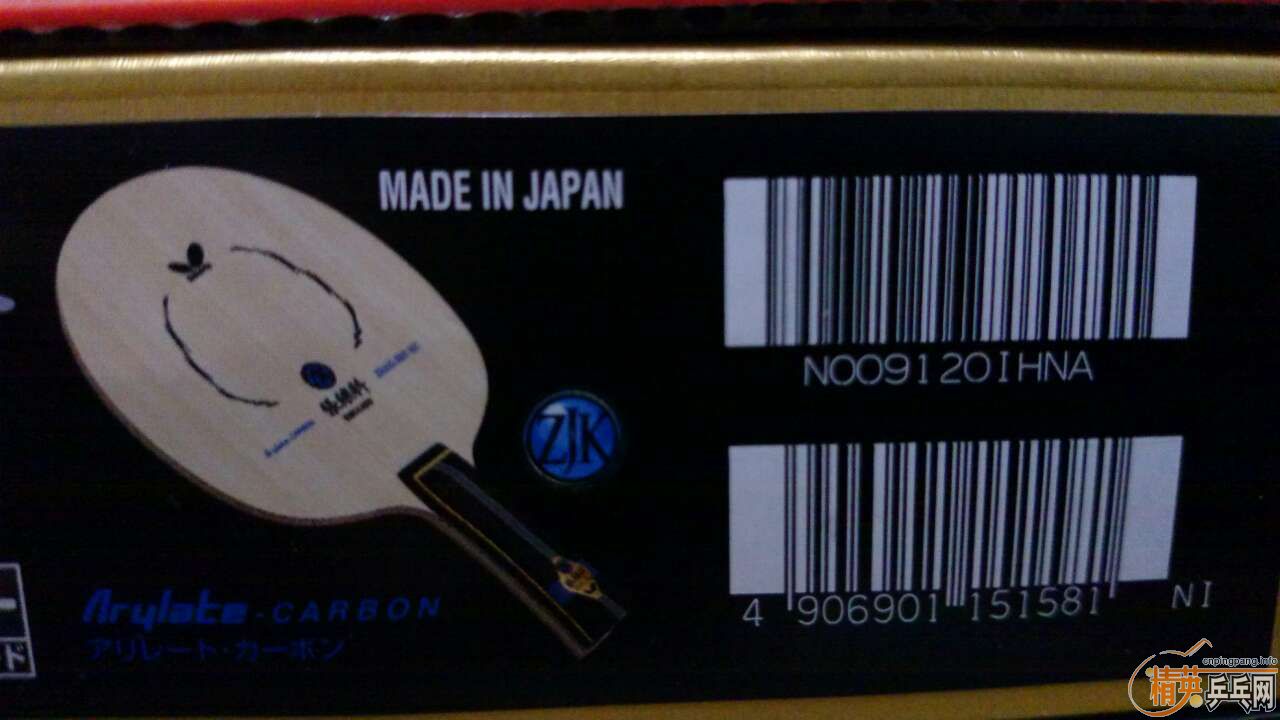 MADE IN JAPAN
N009120IHNA
ZJK
4 906901 151581 NI
Arylate-CARBON
アリレート・カーボン
ド
cnpingpang.info
精英乒乓网